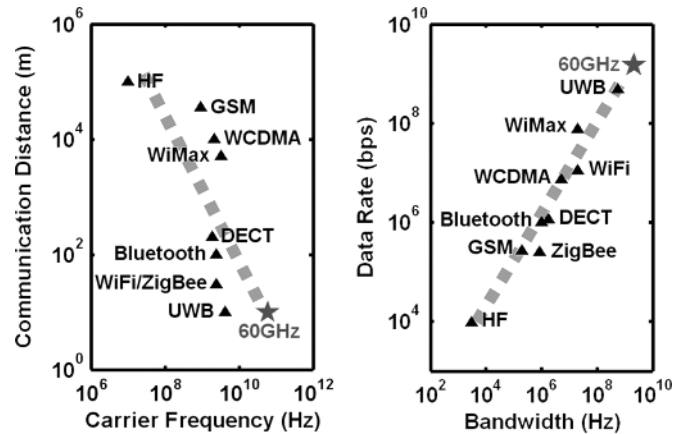 Communication Distance (m)
10^6
10^4
10^2
10^0
HF
GSM
WCDMA
WiMax
DECT
Bluetooth
WiFi/ZigBee
UWB
60GHz
10^6 10^8 10^10 10^12
Carrier Frequency (Hz)
Data Rate (bps)
10^10
10^8
10^6
10^4
60GHz
UWB
WiMax
WiFi
WCDMA
Bluetooth
DECT
GSM
ZigBee
HF
10^2 10^4 10^6 10^8 10^10
Bandwidth (Hz)